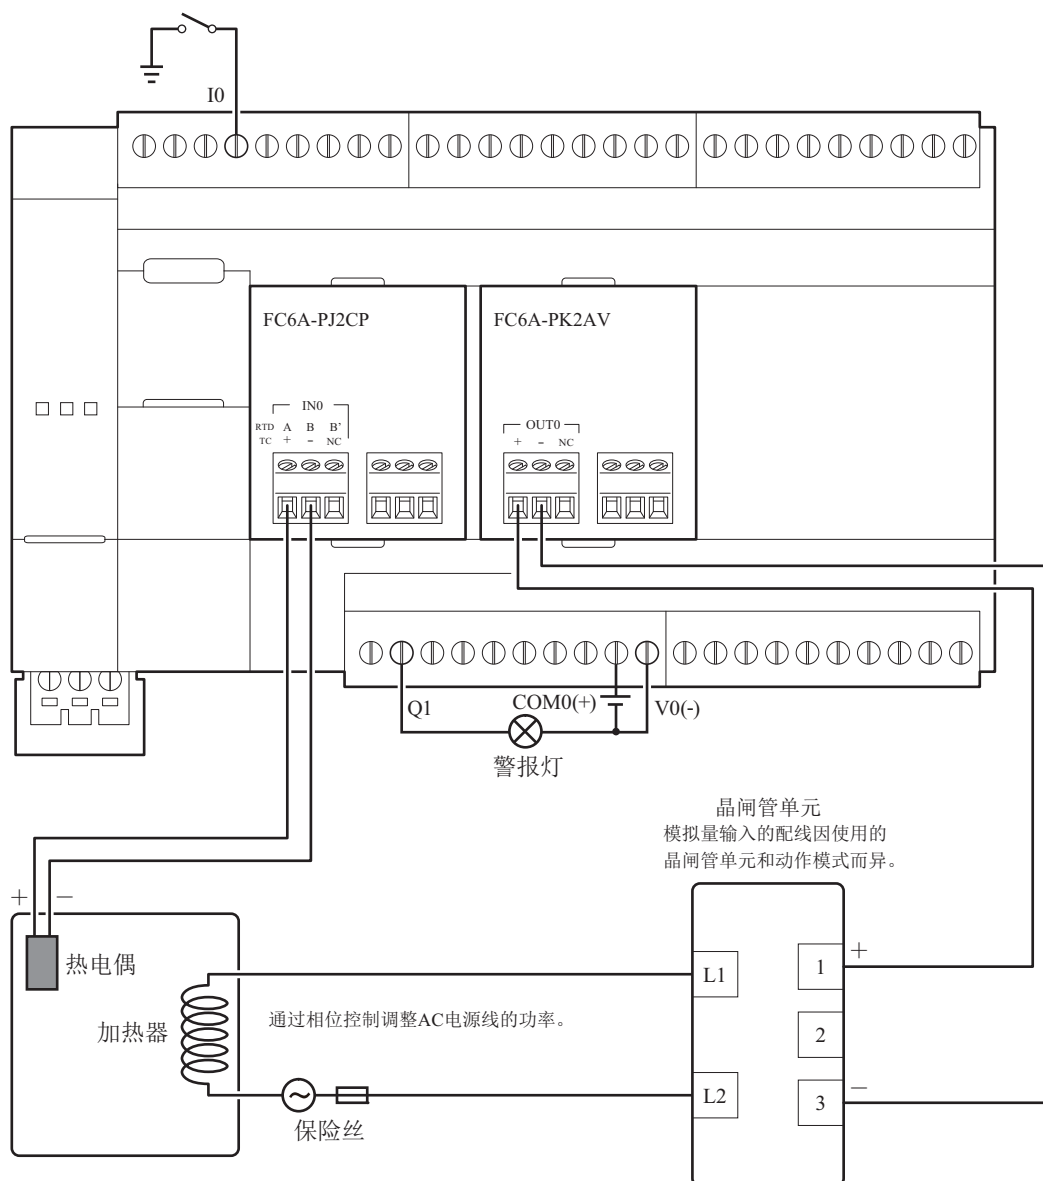 I0
FC6A-PJ2CP
FC6A-PK2AV
IN0
RTD A B B'
TC + - NC
OUT0
+ - NC
Q1
COM0(+)
V0(-)
警报灯
晶闸管单元
模拟量输入的配线因使用的
晶闸管单元和动作模式而异。
+ -
热电偶
L1
1
+
加热器
通过相位控制调整AC电源线的功率。
2
L2
3
-
保险丝